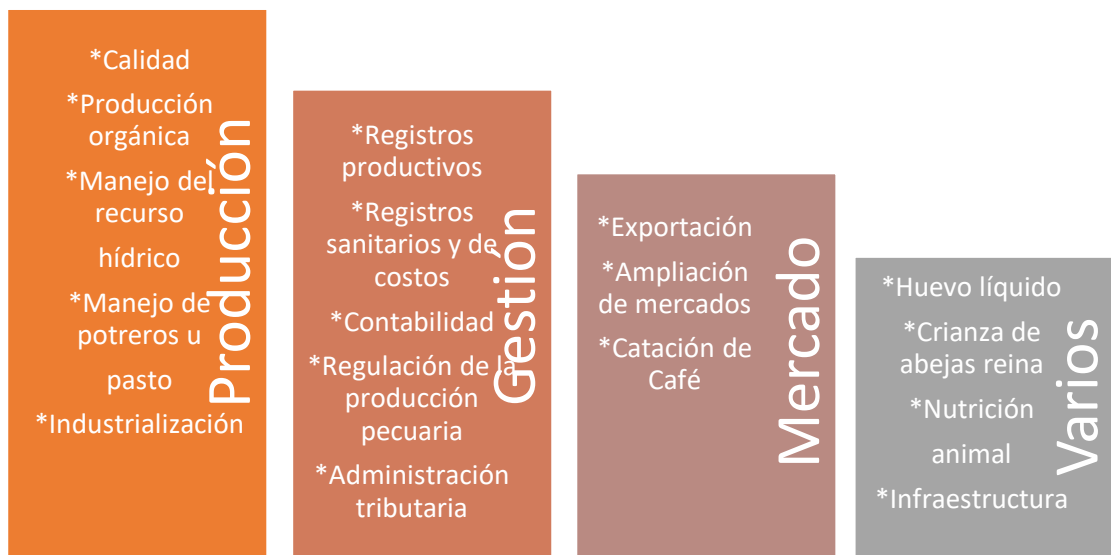 *Calidad
*Producción
orgánica
*Manejo del
recurso
hídrico
*Manejo de
potreros u
pasto
*Industrialización
Producción
*Registros
productivos
*Registros
sanitarios y de
costos
*Contabilidad
*Regulación de la
producción
pecuaria
*Administración
tributaria
Gestión
*Exportación
*Ampliación
de mercados
*Catación de
Café
Mercado
*Huevo líquido
*Crianza de
abejas reina
*Nutrición
animal
*Infraestructura
Varios